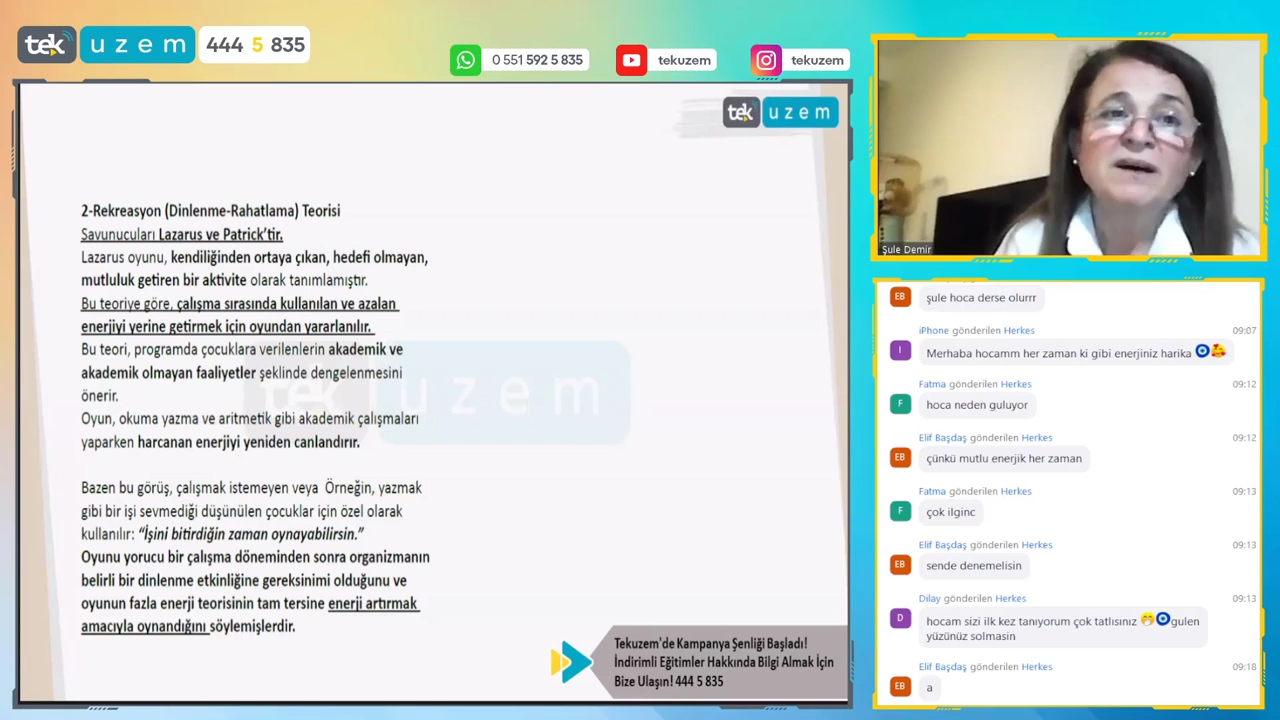 tek uzem 444 5 835
0 551 592 5 835
tekuzem
tekuzem
tek uzem
2-Rekreasyon (Dinlenme-Rahatlama) Teorisi
Savunucuları Lazarus ve Patrick'tir.
Lazarus oyunu, kendiliğinden ortaya çıkan, hedefi olmayan,
mutluluk getiren bir aktivite olarak tanımlamıştır.
Bu teoriye göre, çalışma sırasında kullanılan ve azalan
enerjiyi yerine getirmek için oyundan yararlanılır.
Bu teori, programda çocuklara verilenlerin akademik ve
akademik olmayan faaliyetler şeklinde dengelenmesini
önerir.
Oyun, okuma yazma ve aritmetik gibi akademik çalışmaları
yaparken harcanan enerjiyi yeniden canlandırır.
Bazen bu görüş, çalışmak istemeyen veya Örneğin, yazmak
gibi bir işi sevmediği düşünülen çocuklar için özel olarak
kullanılır: “İşini bitirdiğin zaman oynayabilirsin.”
Oyunu yorucu bir çalışma döneminden sonra organizmanın
belirli bir dinlenme etkinliğine gereksinimi olduğunu ve
oyunun fazla enerji teorisinin tam tersine enerji artırmak
amacıyla oynandığını söylemişlerdir.
uzem
Tekuzem'de Kampanya Şenliği Başladı!
İndirimli Eğitimler Hakkında Bilgi Almak İçin
Bize Ulaşın! 444 5 835
Şule Demir
EB şule hoca derse olurrr
iPhone gönderilen Herkes 09:07
I Merhaba hocamm her zaman ki gibi enerjiniz harika 🧿🥰
Fatma gönderilen Herkes 09:12
F hoca neden guluyor
Elif Başdaş gönderilen Herkes 09:12
EB çünkü mutlu enerjik her zaman
Fatma gönderilen Herkes 09:13
F çok ilginc
Elif Başdaş gönderilen Herkes 09:13
EB sende denemelisin
Dilay gönderilen Herkes 09:13
D hocam sizi ilk kez tanıyorum çok tatlısınız 🤭🧿gulen
yüzünüz solmasin
Elif Başdaş gönderilen Herkes 09:18
EB a